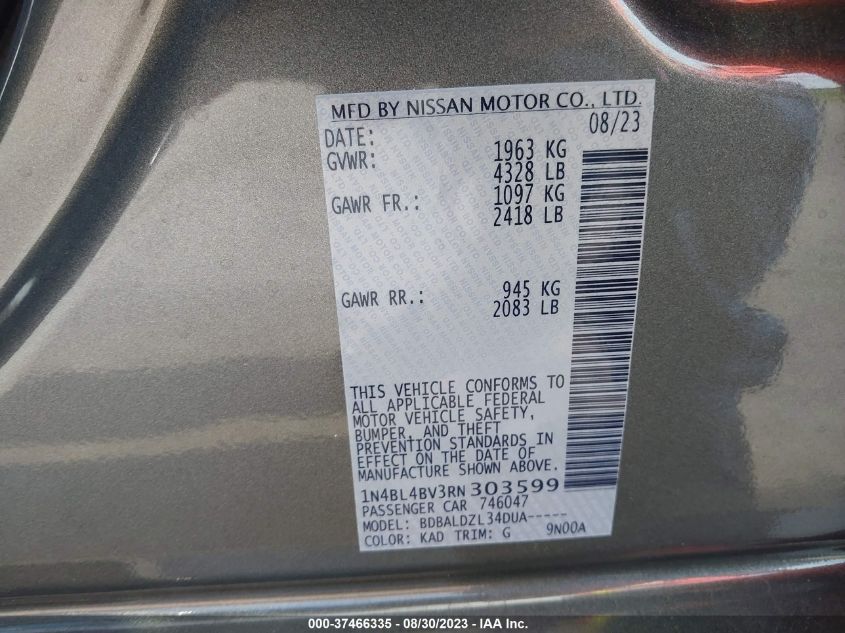 MFD BY NISSAN MOTOR CO., LTD.
DATE: 08/23
GVWR: 1963 KG
4328 LB
GAWR FR.: 1097 KG
2418 LB
GAWR RR.: 945 KG
2083 LB
THIS VEHICLE CONFORMS TO
ALL APPLICABLE FEDERAL
MOTOR VEHICLE SAFETY,
BUMPER, AND THEFT
PREVENTION STANDARDS IN
EFFECT ON THE DATE OF
MANUFACTURE SHOWN ABOVE.
1N4BL4BV3RN303599
PASSENGER CAR 746047
MODEL: BDBALDZL34DUA-----
COLOR: KAD TRIM: G 9N00A
000-37466335 - 08/30/2023 - IAA Inc.